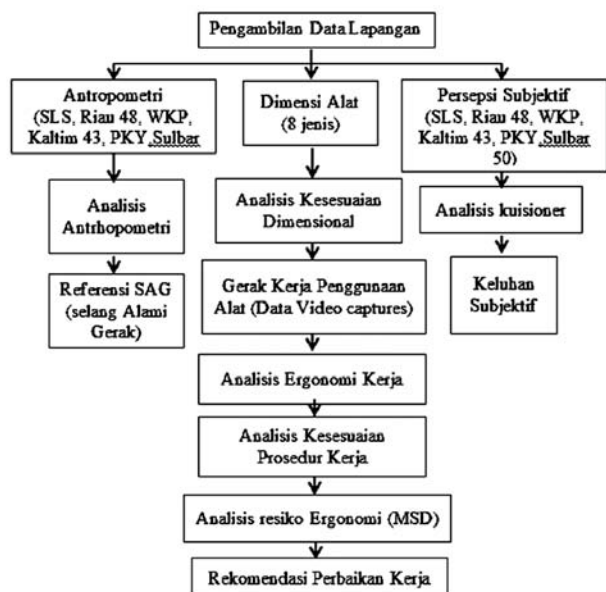 Pengambilan Data Lapangan
Antropometri
(SLS, Riau 48, WKP,
Kaltim 43, PKY,Sulbar
Dimensi Alat
(8 jenis)
Persepsi Subjektif
(SLS, Riau 48, WKP,
Kaltim 43, PKY,Sulbar
50)
Analisis
Antrhopometri
Analisis Kesesuaian
Dimensional
Analisis kuisioner
Referensi SAG
(selang Alami
Gerak)
Gerak Kerja Penggunaan
Alat (Data Video captures)
Keluhan
Subjektif
Analisis Ergonomi Kerja
Analisis Kesesuaian
Prosedur Kerja
Analisis resiko Ergonomi (MSD)
Rekomendasi Perbaikan Kerja